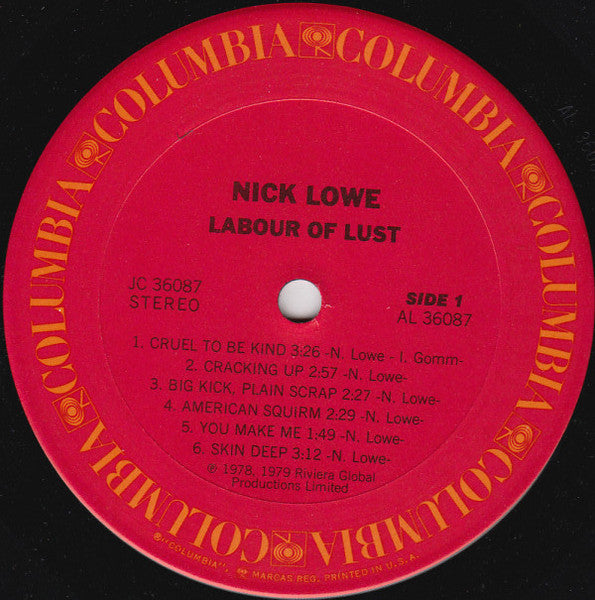 COLUMBIA COLUMBIA COLUMBIA COLUMBIA COLUMBIA COLUMBIA COLUMBIA
NICK LOWE
LABOUR OF LUST
JC 36087
STEREO
SIDE 1
AL 36087
1. CRUEL TO BE KIND 3:26 -N. Lowe - I. Gomm-
2. CRACKING UP 2:57 -N. Lowe-
3. BIG KICK, PLAIN SCRAP 2:27 -N. Lowe-
4. AMERICAN SQUIRM 2:29 -N. Lowe-
5. YOU MAKE ME 1:49 -N. Lowe-
6. SKIN DEEP 3:12 -N. Lowe-
℗ 1978, 1979 Riviera Global
Productions Limited
"COLUMBIA", MARCAS REG. PRINTED IN U.S.A.